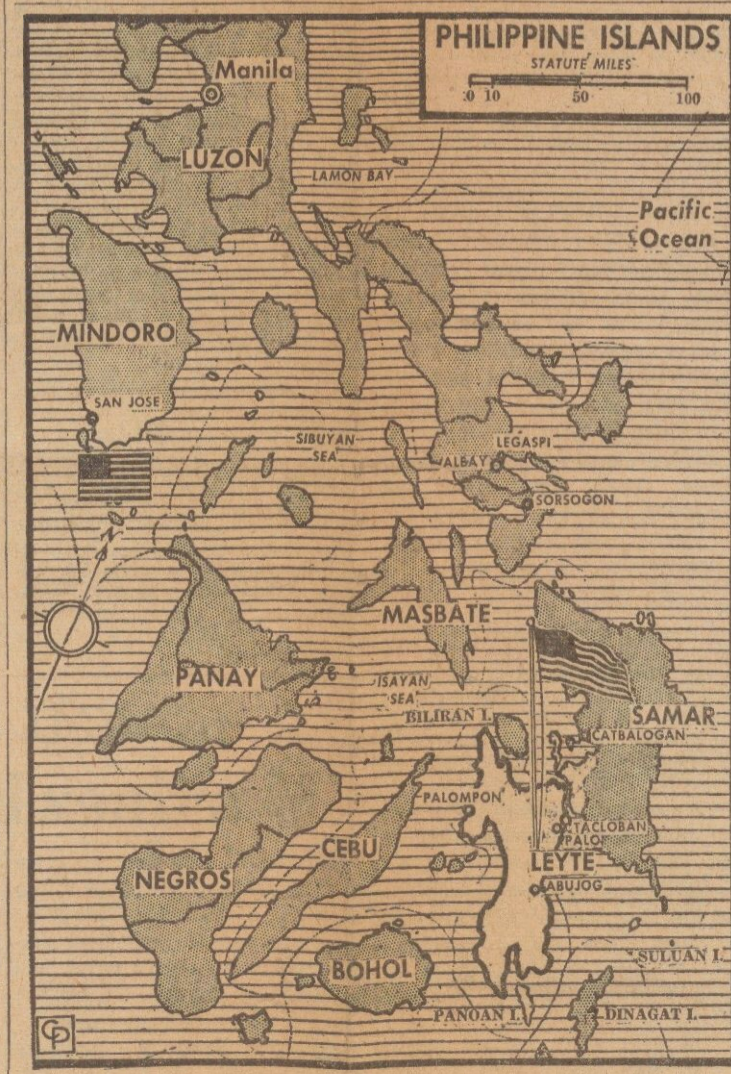 PHILIPPINE ISLANDS
STATUTE MILES
0 10 50 100
Manila
LUZON
LAMON BAY
Pacific
Ocean
MINDORO
SAN JOSE
SIBUYAN
SEA
LEGASPI
ALBAY
SORSOGON
N
MASBATE
PANAY
ISAYAN
SEA
BILIRAN I.
SAMAR
CATBALOGAN
PALOMPON
TACLOBAN
PALO
CEBU
LEYTE
NEGROS
ABUJOG
BOHOL
SULUAN I.
PANOAN I.
DINAGAT I.
CP